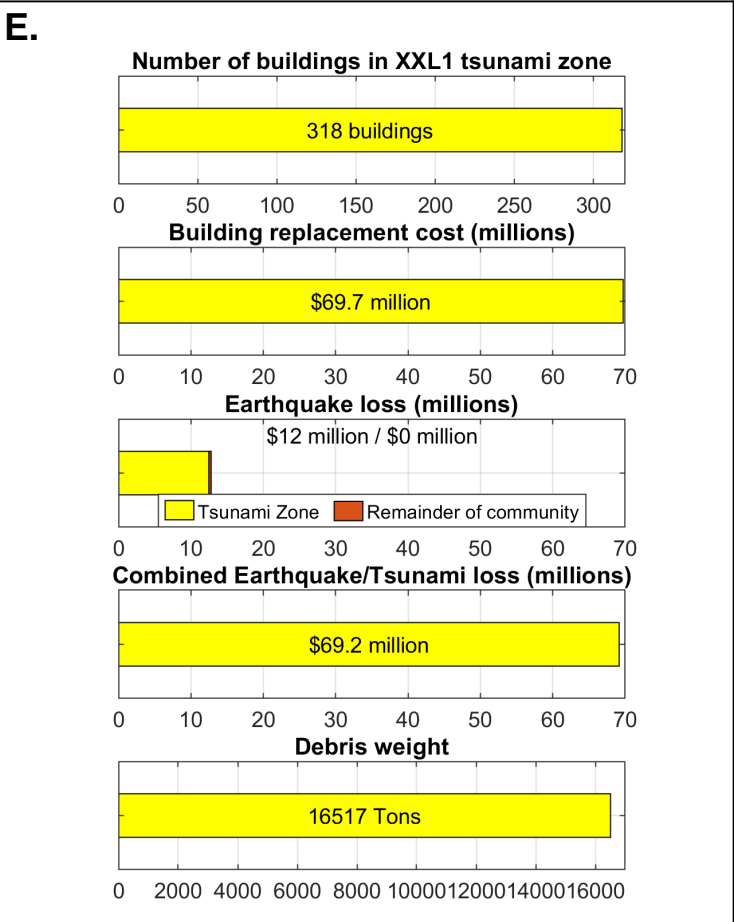 E.
Number of buildings in XXL1 tsunami zone
318 buildings
0 50 100 150 200 250 300
Building replacement cost (millions)
$69.7 million
0 10 20 30 40 50 60 70
Earthquake loss (millions)
$12 million / $0 million
Tsunami Zone Remainder of community
0 10 20 30 40 50 60 70
Combined Earthquake/Tsunami loss (millions)
$69.2 million
0 10 20 30 40 50 60 70
Debris weight
16517 Tons
0 2000 4000 6000 8000 10000 12000 14000 16000